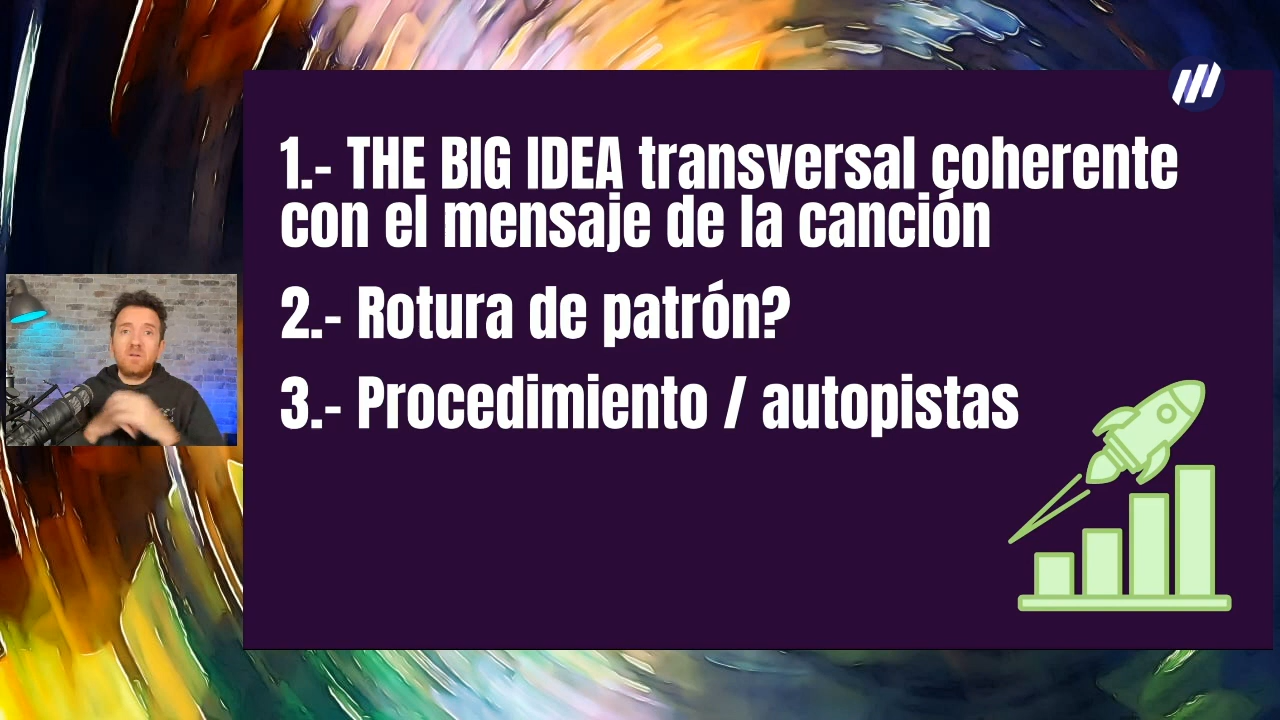 1.- THE BIG IDEA transversal coherente
con el mensaje de la canción
2.- Rotura de patrón?
3.- Procedimiento / autopistas